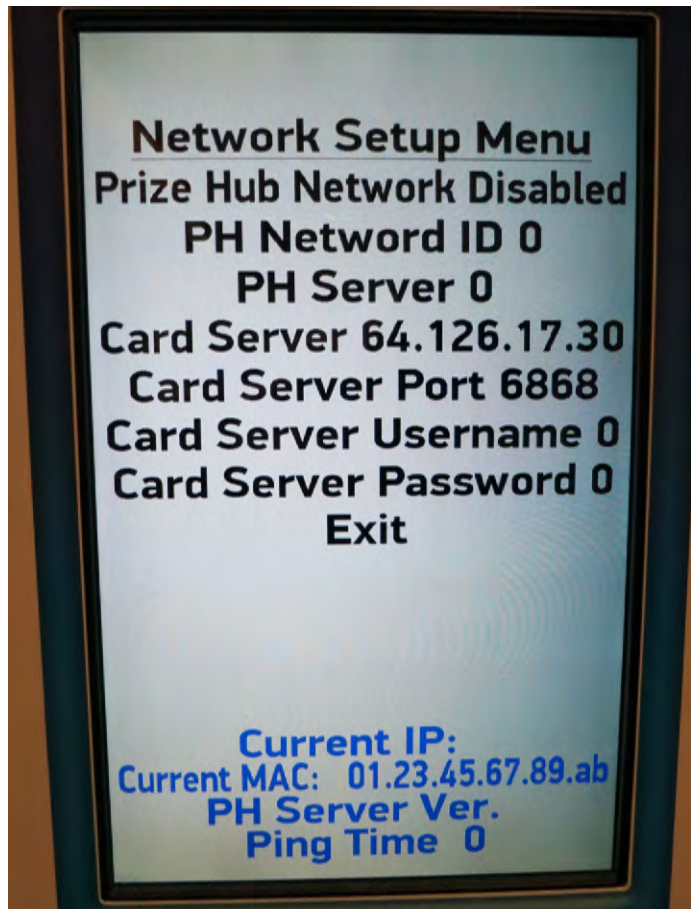 Network Setup Menu
Prize Hub Network Disabled
PH Netword ID 0
PH Server 0
Card Server 64.126.17.30
Card Server Port 6868
Card Server Username 0
Card Server Password 0
Exit
Current IP:
Current MAC: 01.23.45.67.89.ab
PH Server Ver.
Ping Time 0